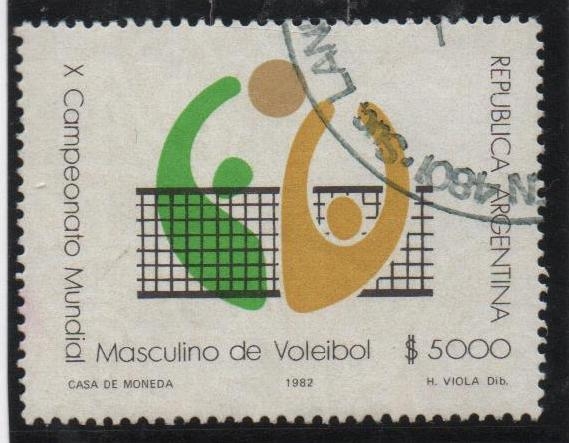 X Campeonato Mundial
REPUBLICA ARGENTINA
Masculino de Voleibol $ 5000
CASA DE MONEDA 1982 H. VIOLA Dib.